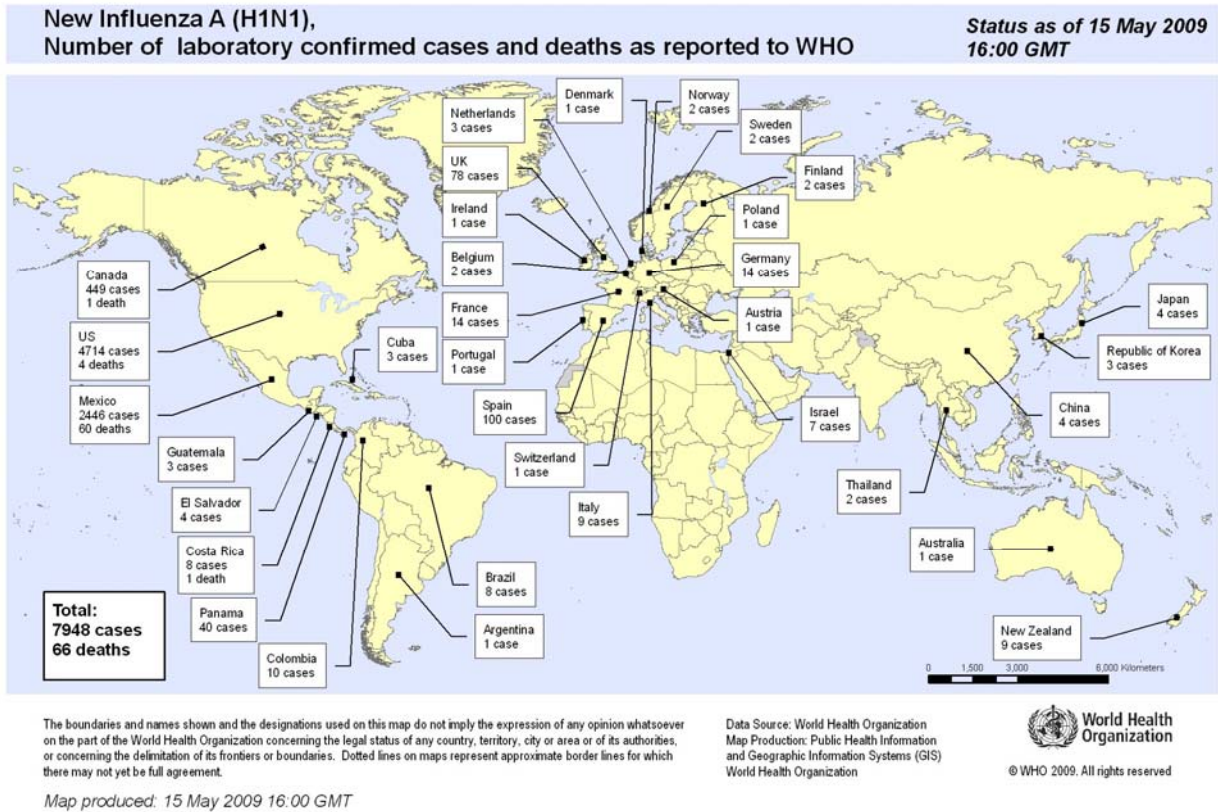 New Influenza A (H1N1),
Number of laboratory confirmed cases and deaths as reported to WHO
Status as of 15 May 2009
16:00 GMT
Denmark
1 case
Norway
2 cases
Netherlands
3 cases
Sweden
2 cases
UK
78 cases
Finland
2 cases
Ireland
1 case
Poland
1 case
Belgium
2 cases
Germany
14 cases
Canada
449 cases
1 death
France
14 cases
Austria
1 case
Japan
4 cases
US
4714 cases
4 deaths
Cuba
3 cases
Portugal
1 case
Republic of Korea
3 cases
Mexico
2446 cases
60 deaths
Spain
100 cases
Israel
7 cases
China
4 cases
Guatemala
3 cases
Switzerland
1 case
Thailand
2 cases
El Salvador
4 cases
Italy
9 cases
Australia
1 case
Costa Rica
8 cases
1 death
Brazil
8 cases
Panama
40 cases
Argentina
1 case
New Zealand
9 cases
Colombia
10 cases
Total:
7948 cases
66 deaths
0 1,500 3,000 6,000 Kilometers
The boundaries and names shown and the designations used on this map do not imply the expression of any opinion whatsoever
on the part of the World Health Organization concerning the legal status of any country, territory, city or area or of its authorities,
or concerning the delimitation of its frontiers or boundaries. Dotted lines on maps represent approximate border lines for which
there may not yet be full agreement.
Data Source: World Health Organization
Map Production: Public Health Information
and Geographic Information Systems (GIS)
World Health Organization
World Health
Organization
© WHO 2009. All rights reserved
Map produced: 15 May 2009 16:00 GMT